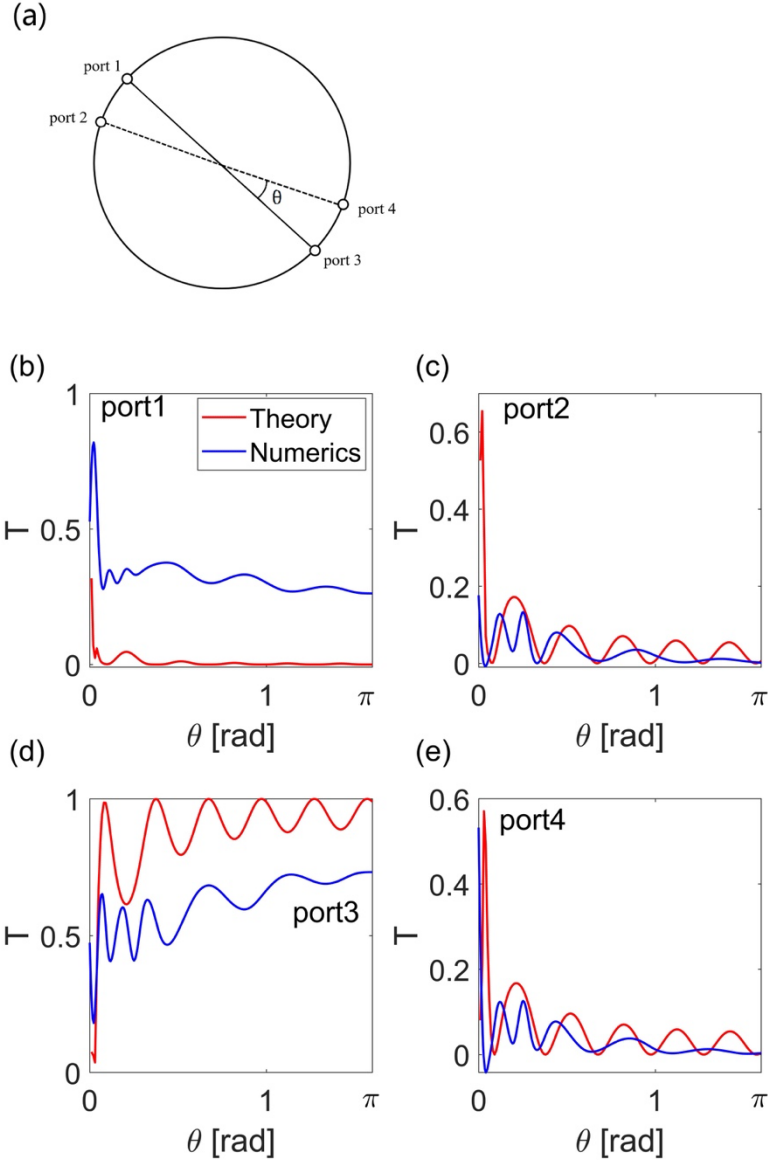 (a)
port 1
port 2
θ
port 4
port 3
(b)
1
port1
Theory
Numerics
T
0.5
0
0
1
π
θ [rad]
(c)
0.6
port2
T
0.4
0.2
0
0
1
π
θ [rad]
(d)
1
T
0.5
port3
1
0
1
π
θ [rad]
(e)
0.6
port4
0.4
T
0.2
0
0
1
π
θ [rad]